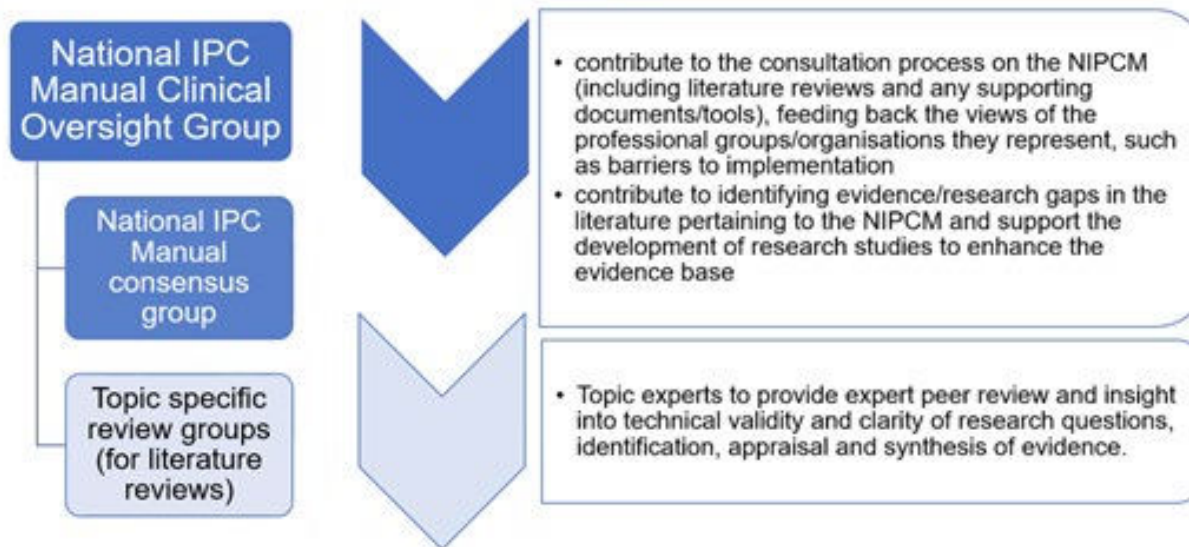 National IPC
Manual Clinical
Oversight Group
National IPC
Manual
consensus
group
Topic specific
review groups
(for literature
reviews)
• contribute to the consultation process on the NIPCM
(including literature reviews and any supporting
documents/tools), feeding back the views of the
professional groups/organisations they represent, such
as barriers to implementation
• contribute to identifying evidence/research gaps in the
literature pertaining to the NIPCM and support the
development of research studies to enhance the
evidence base
• Topic experts to provide expert peer review and insight
into technical validity and clarity of research questions,
identification, appraisal and synthesis of evidence.